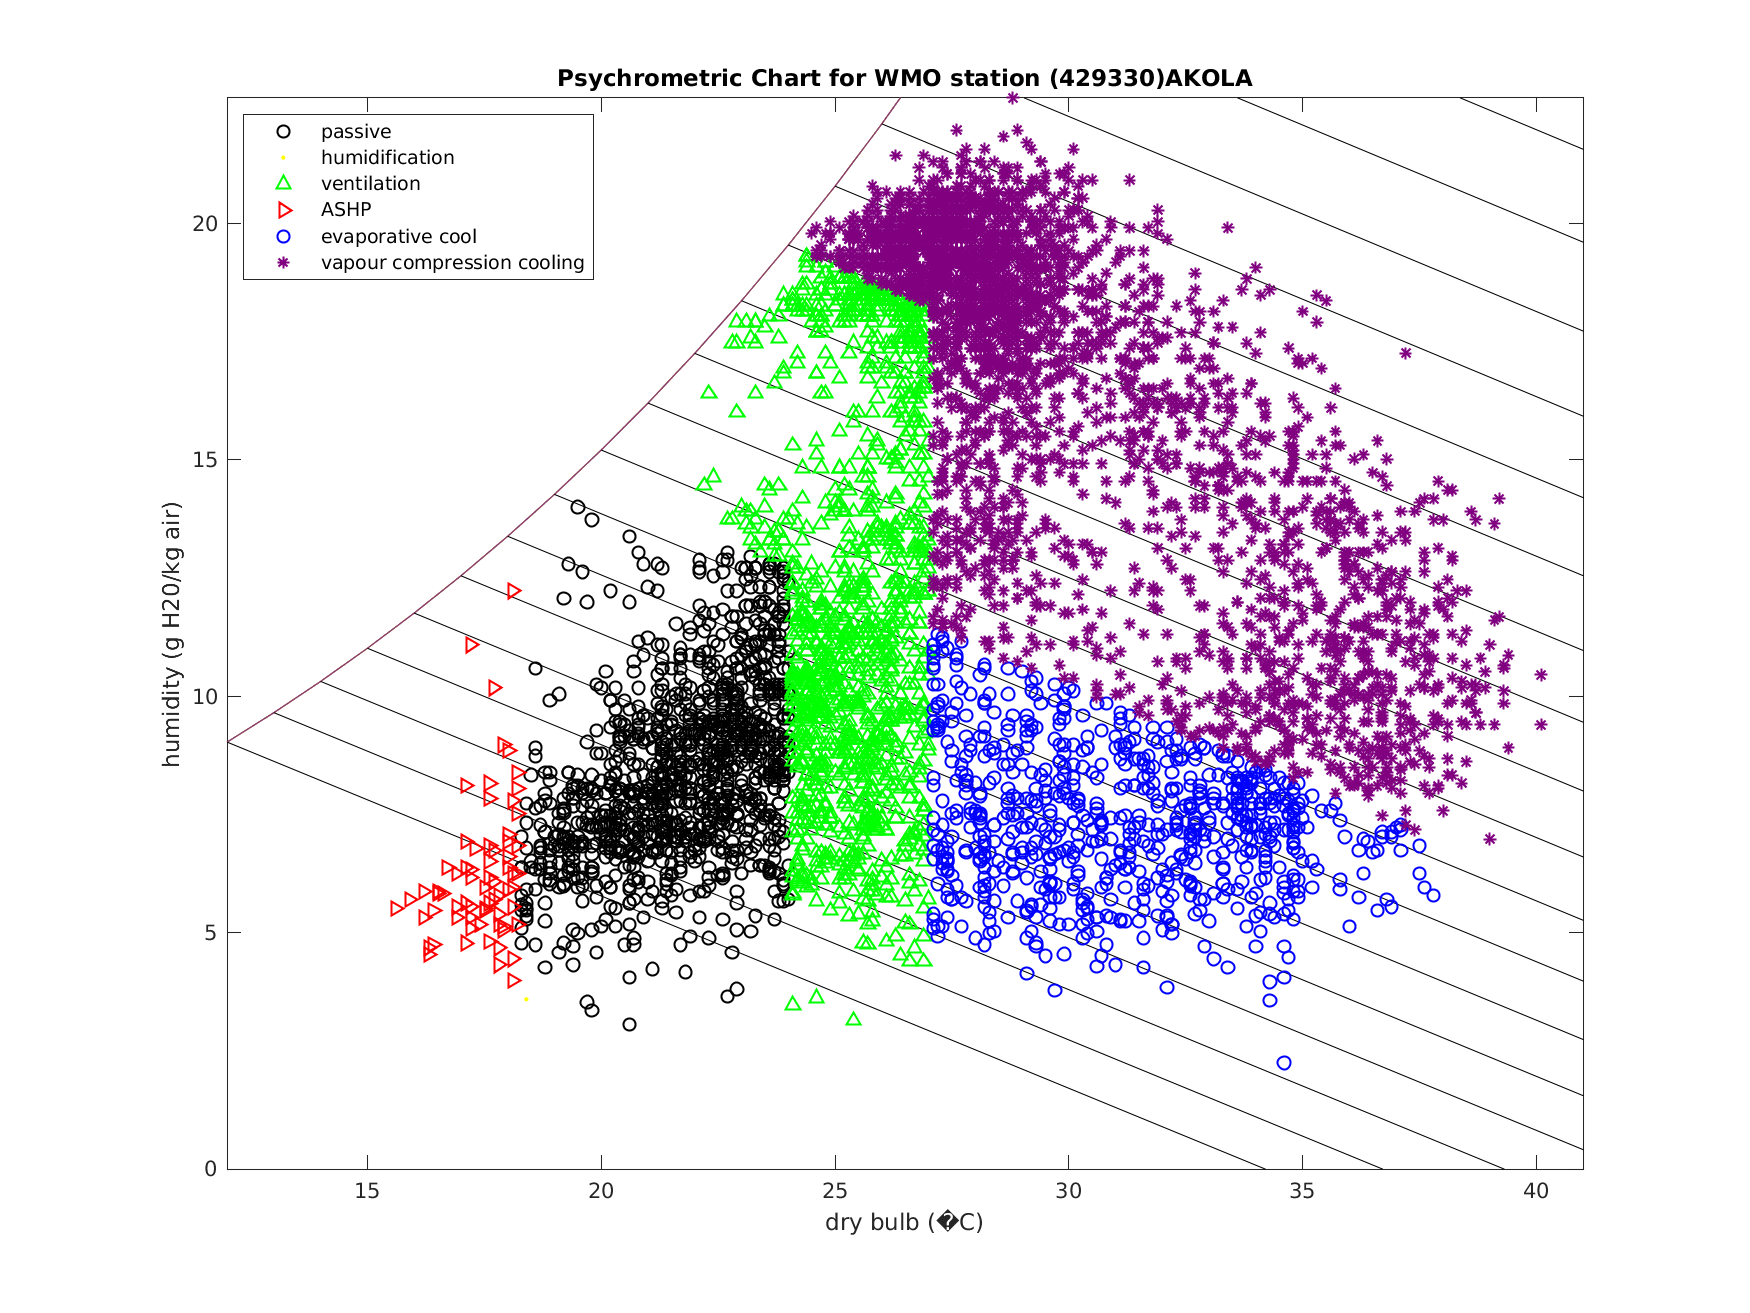 Psychrometric Chart for WMO station (429330)AKOLA
passive
humidification
ventilation
ASHP
evaporative cool
vapour compression cooling
humidity (g H20/kg air)
20
15
10
5
0
15 20 25 30 35 40
dry bulb (�C)